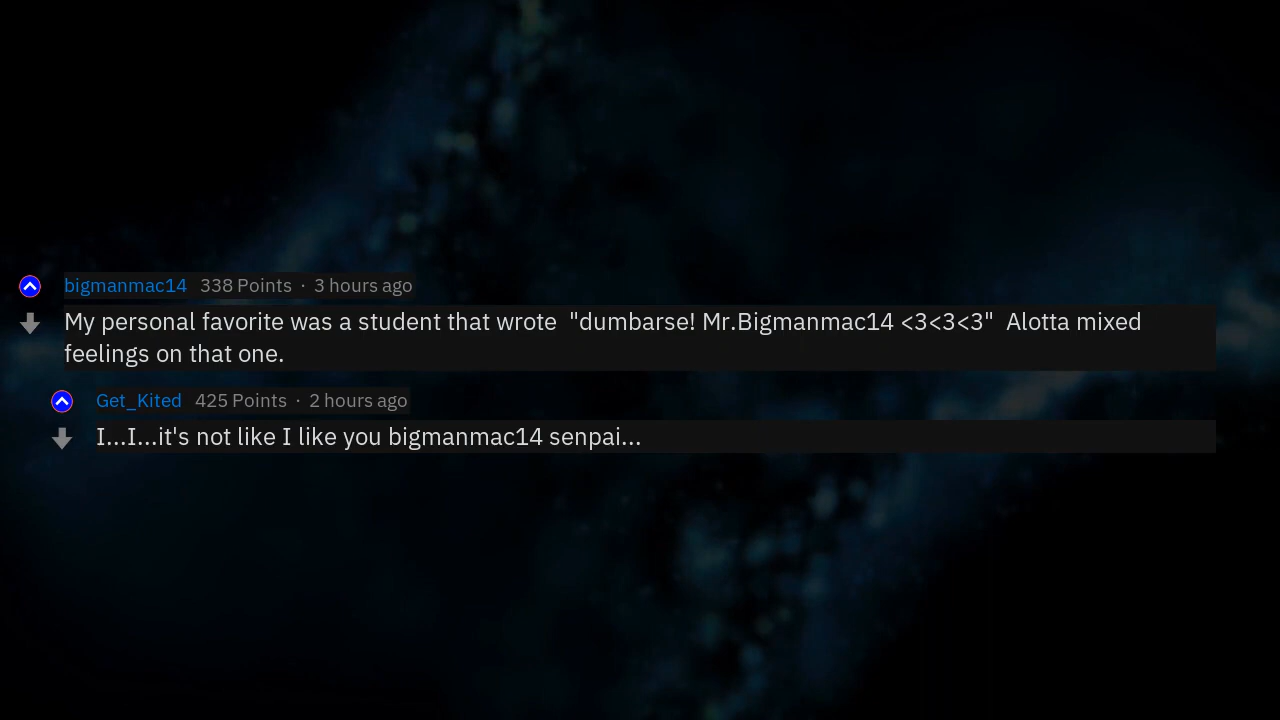 bigmanmac14 338 Points · 3 hours ago
My personal favorite was a student that wrote  "dumbarse! Mr.Bigmanmac14 <3<3<3"  Alotta mixed
feelings on that one.
Get_Kited 425 Points · 2 hours ago
I...I...it's not like I like you bigmanmac14 senpai...